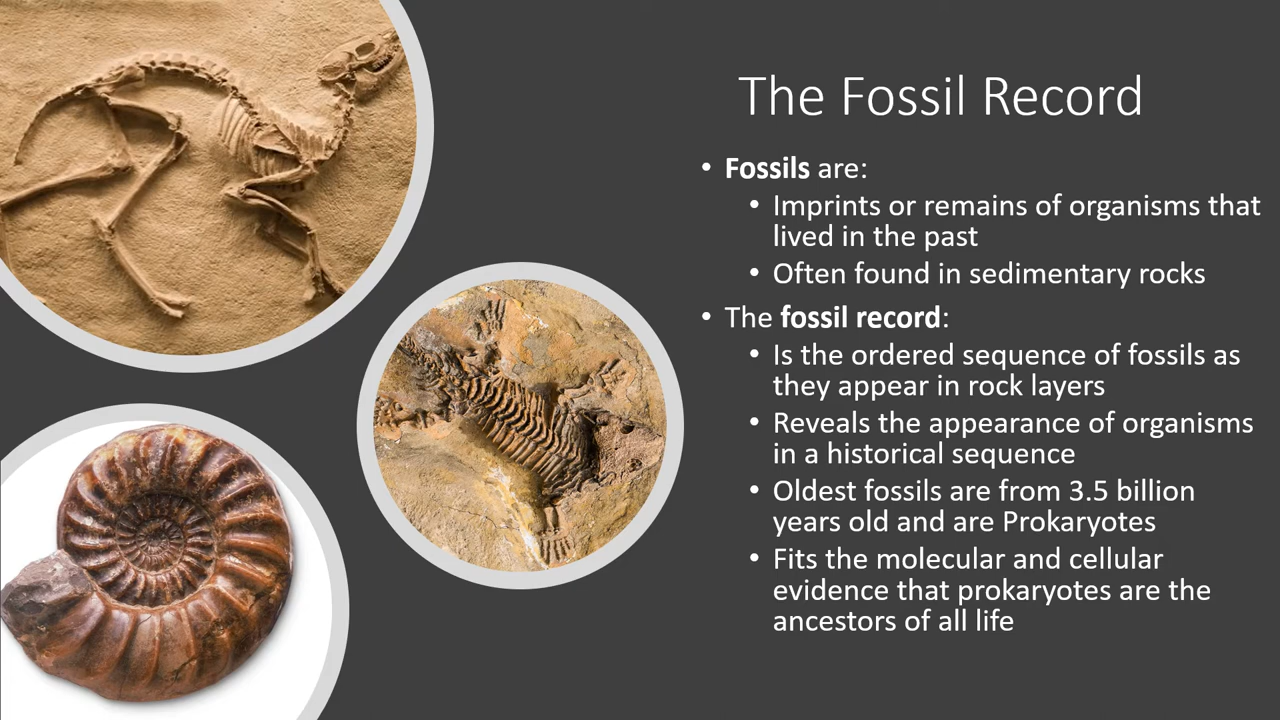 The Fossil Record
• Fossils are:
• Imprints or remains of organisms that
lived in the past
• Often found in sedimentary rocks
• The fossil record:
• Is the ordered sequence of fossils as
they appear in rock layers
• Reveals the appearance of organisms
in a historical sequence
• Oldest fossils are from 3.5 billion
years old and are Prokaryotes
• Fits the molecular and cellular
evidence that prokaryotes are the
ancestors of all life